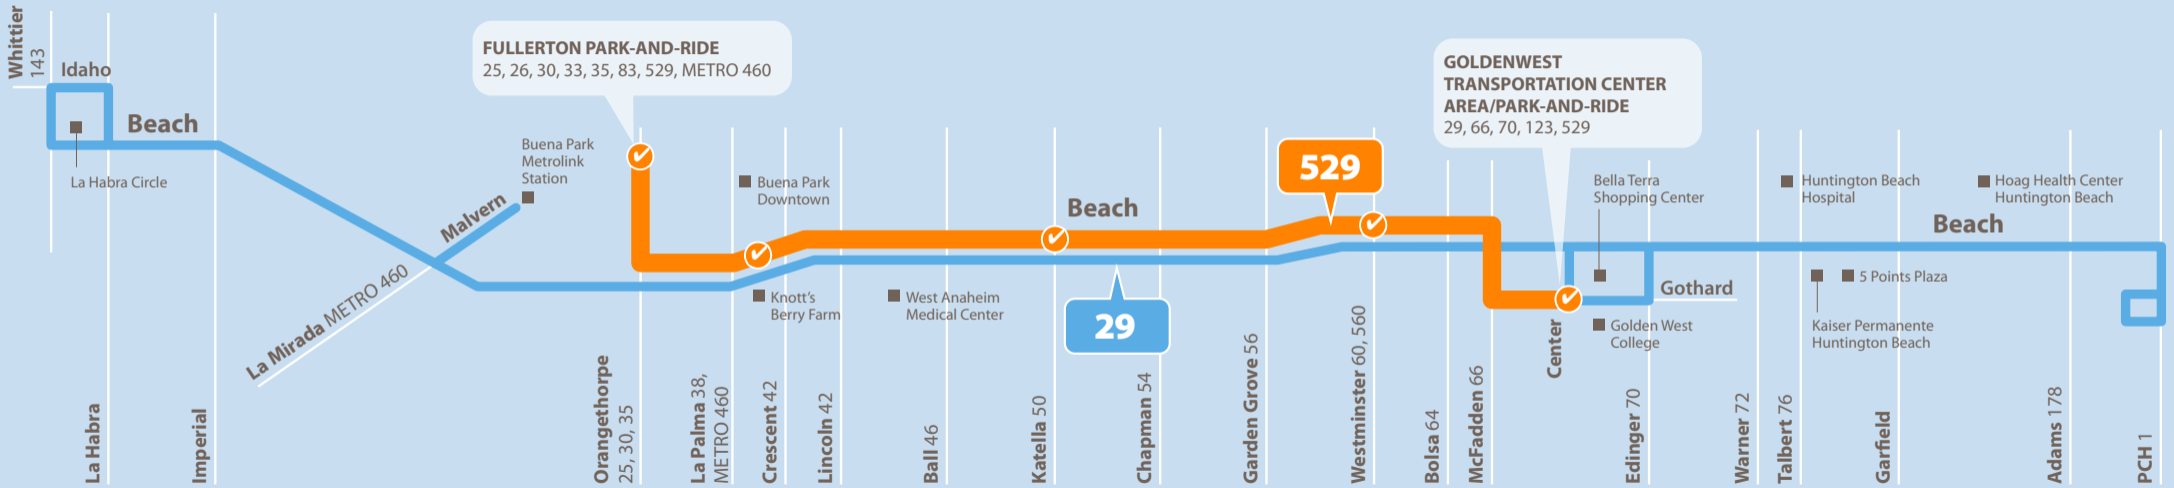 Whittier
143
Idaho
Beach
La Habra Circle
La Habra
Imperial
La Mirada METRO 460
Malvern
Buena Park
Metrolink
Station
FULLERTON PARK-AND-RIDE
25, 26, 30, 33, 35, 83, 529, METRO 460
Orangethorpe
25, 30, 35
La Palma 38,
METRO 460
Buena Park
Downtown
Knott's
Berry Farm
Crescent 42
Lincoln 42
West Anaheim
Medical Center
Ball 46
Katella 50
Beach
29
Chapman 54
Garden Grove 56
529
Westminster 60, 560
Bolsa 64
McFadden 66
GOLDENWEST
TRANSPORTATION CENTER
AREA/PARK-AND-RIDE
29, 66, 70, 123, 529
Center
Bella Terra
Shopping Center
Golden West
College
Gothard
Edinger 70
Warner 72
Talbert 76
Huntington Beach
Hospital
5 Points Plaza
Kaiser Permanente
Huntington Beach
Garfield
Hoag Health Center
Huntington Beach
Beach
Adams 178
PCH 1